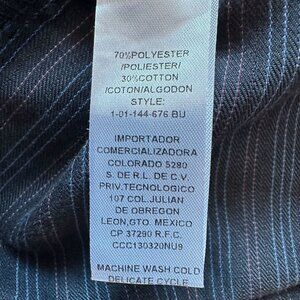 70%POLYESTER
/POLIESTER/
30%COTTON
/COTON/ALGODON
STYLE:
1-01-144-676 BU
IMPORTADOR
COMERCIALIZADORA
COLORADO 5280
S. DE R.L. DE C.V.
PRIV.TECNOLOGICO
107 COL.JULIAN
DE OBREGON
LEON,GTO. MEXICO
CP 37290 R.F.C.
CCC130320NU9
MACHINE WASH COLD
DELICATE CYCLE